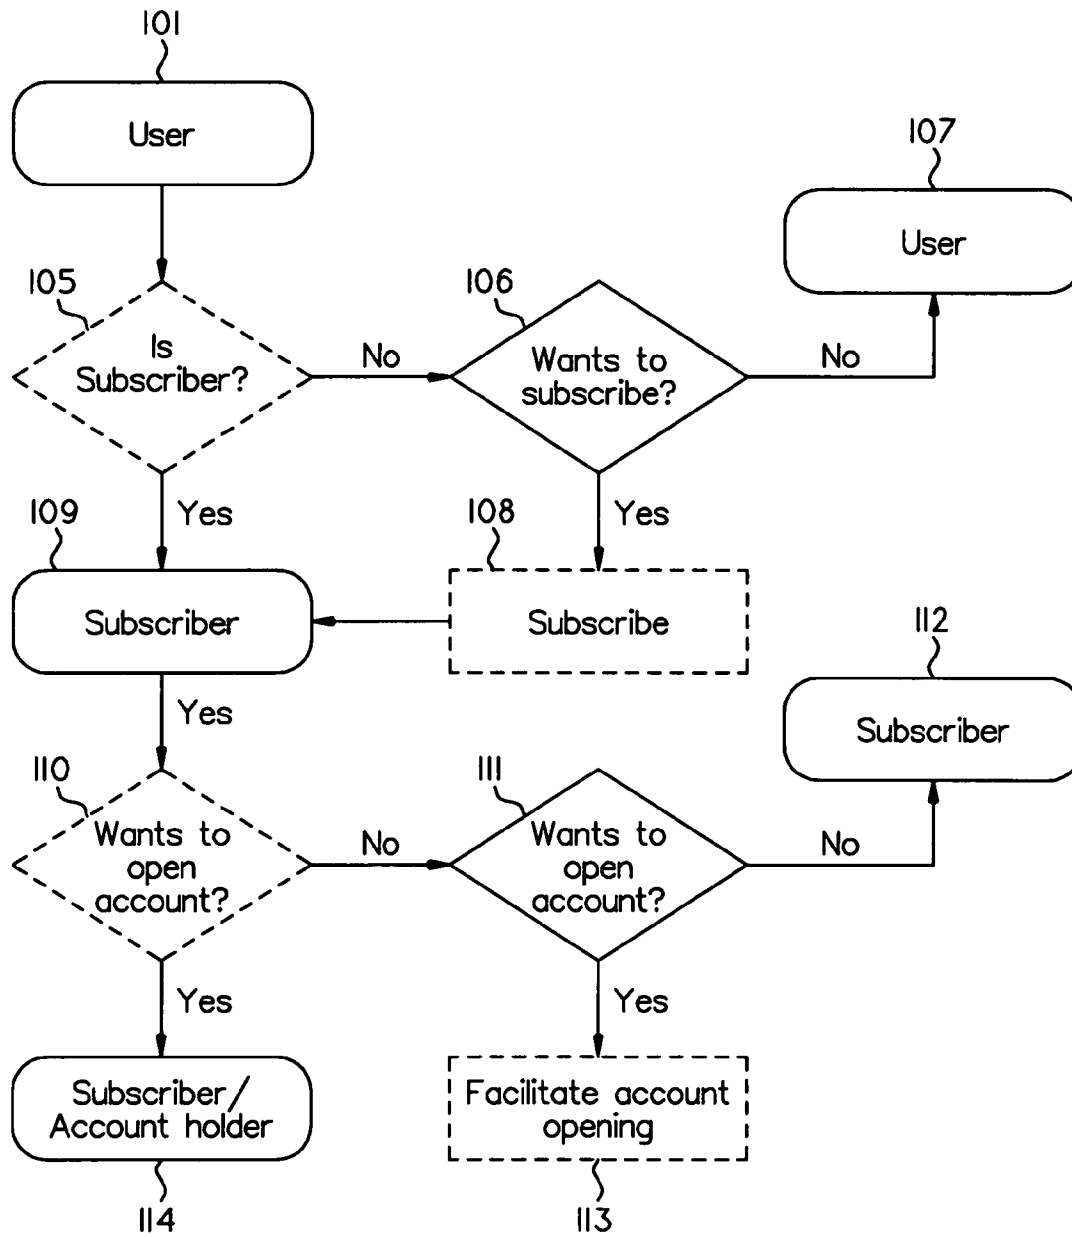 101
User
107
User
105
Is
Subscriber?
No
106
Wants to
subscribe?
No
Yes
Yes
109
Subscriber
108
Subscribe
112
Subscriber
Yes
110
Wants to
open
account?
No
111
Wants to
open
account?
No
Yes
Yes
Subscriber/
Account holder
Facilitate account
opening
114
113